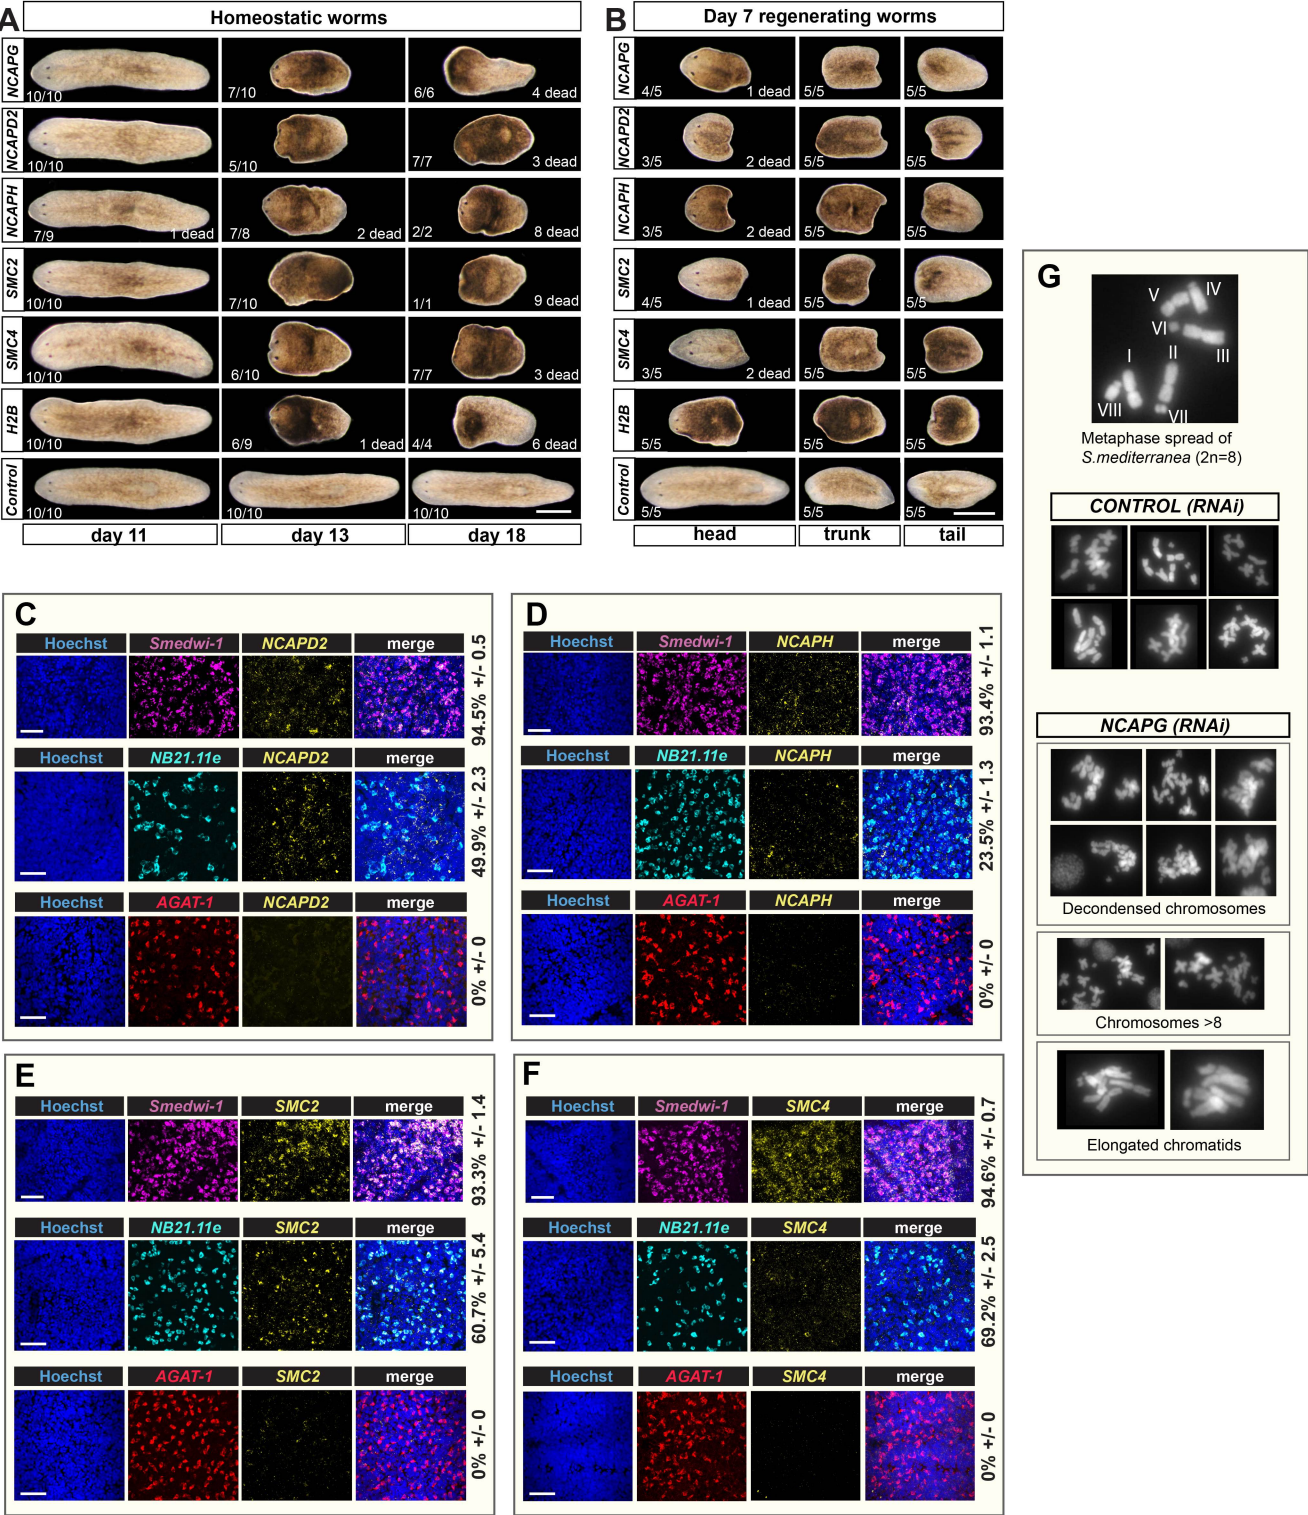 A
Homeostatic worms
NCAPG
10/10
7/10
6/6
4 dead
NCAPD2
10/10
5/10
7/7
3 dead
NCAPH
7/9
1 dead
7/8
2 dead
2/2
8 dead
SMC2
10/10
7/10
1/1
9 dead
SMC4
10/10
6/10
7/7
3 dead
H2B
10/10
6/9
1 dead
4/4
6 dead
Control
10/10
10/10
10/10
day 11
day 13
day 18
B
Day 7 regenerating worms
NCAPG
4/5
1 dead
5/5
5/5
NCAPD2
3/5
2 dead
5/5
5/5
NCAPH
3/5
2 dead
5/5
5/5
SMC2
4/5
1 dead
5/5
5/5
SMC4
3/5
2 dead
5/5
5/5
H2B
5/5
5/5
5/5
Control
5/5
5/5
5/5
head
trunk
tail
C
Hoechst
Smedwi-1
NCAPD2
merge
94.5% +/- 0.5
Hoechst
NB21.11e
NCAPD2
merge
49.9% +/- 2.3
Hoechst
AGAT-1
NCAPD2
merge
0% +/- 0
D
Hoechst
Smedwi-1
NCAPH
merge
93.4% +/- 1.1
Hoechst
NB21.11e
NCAPH
merge
23.5% +/- 1.3
Hoechst
AGAT-1
NCAPH
merge
0% +/- 0
E
Hoechst
Smedwi-1
SMC2
merge
93.3% +/- 1.4
Hoechst
NB21.11e
SMC2
merge
60.7% +/- 5.4
Hoechst
AGAT-1
SMC2
merge
0% +/- 0
F
Hoechst
Smedwi-1
SMC4
merge
94.6% +/- 0.7
Hoechst
NB21.11e
SMC4
merge
69.2% +/- 2.5
Hoechst
AGAT-1
SMC4
merge
0% +/- 0
G
V
IV
VI
III
I
II
VIII
VII
Metaphase spread of
S.mediterranea (2n=8)
CONTROL (RNAi)
NCAPG (RNAi)
Decondensed chromosomes
Chromosomes >8
Elongated chromatids